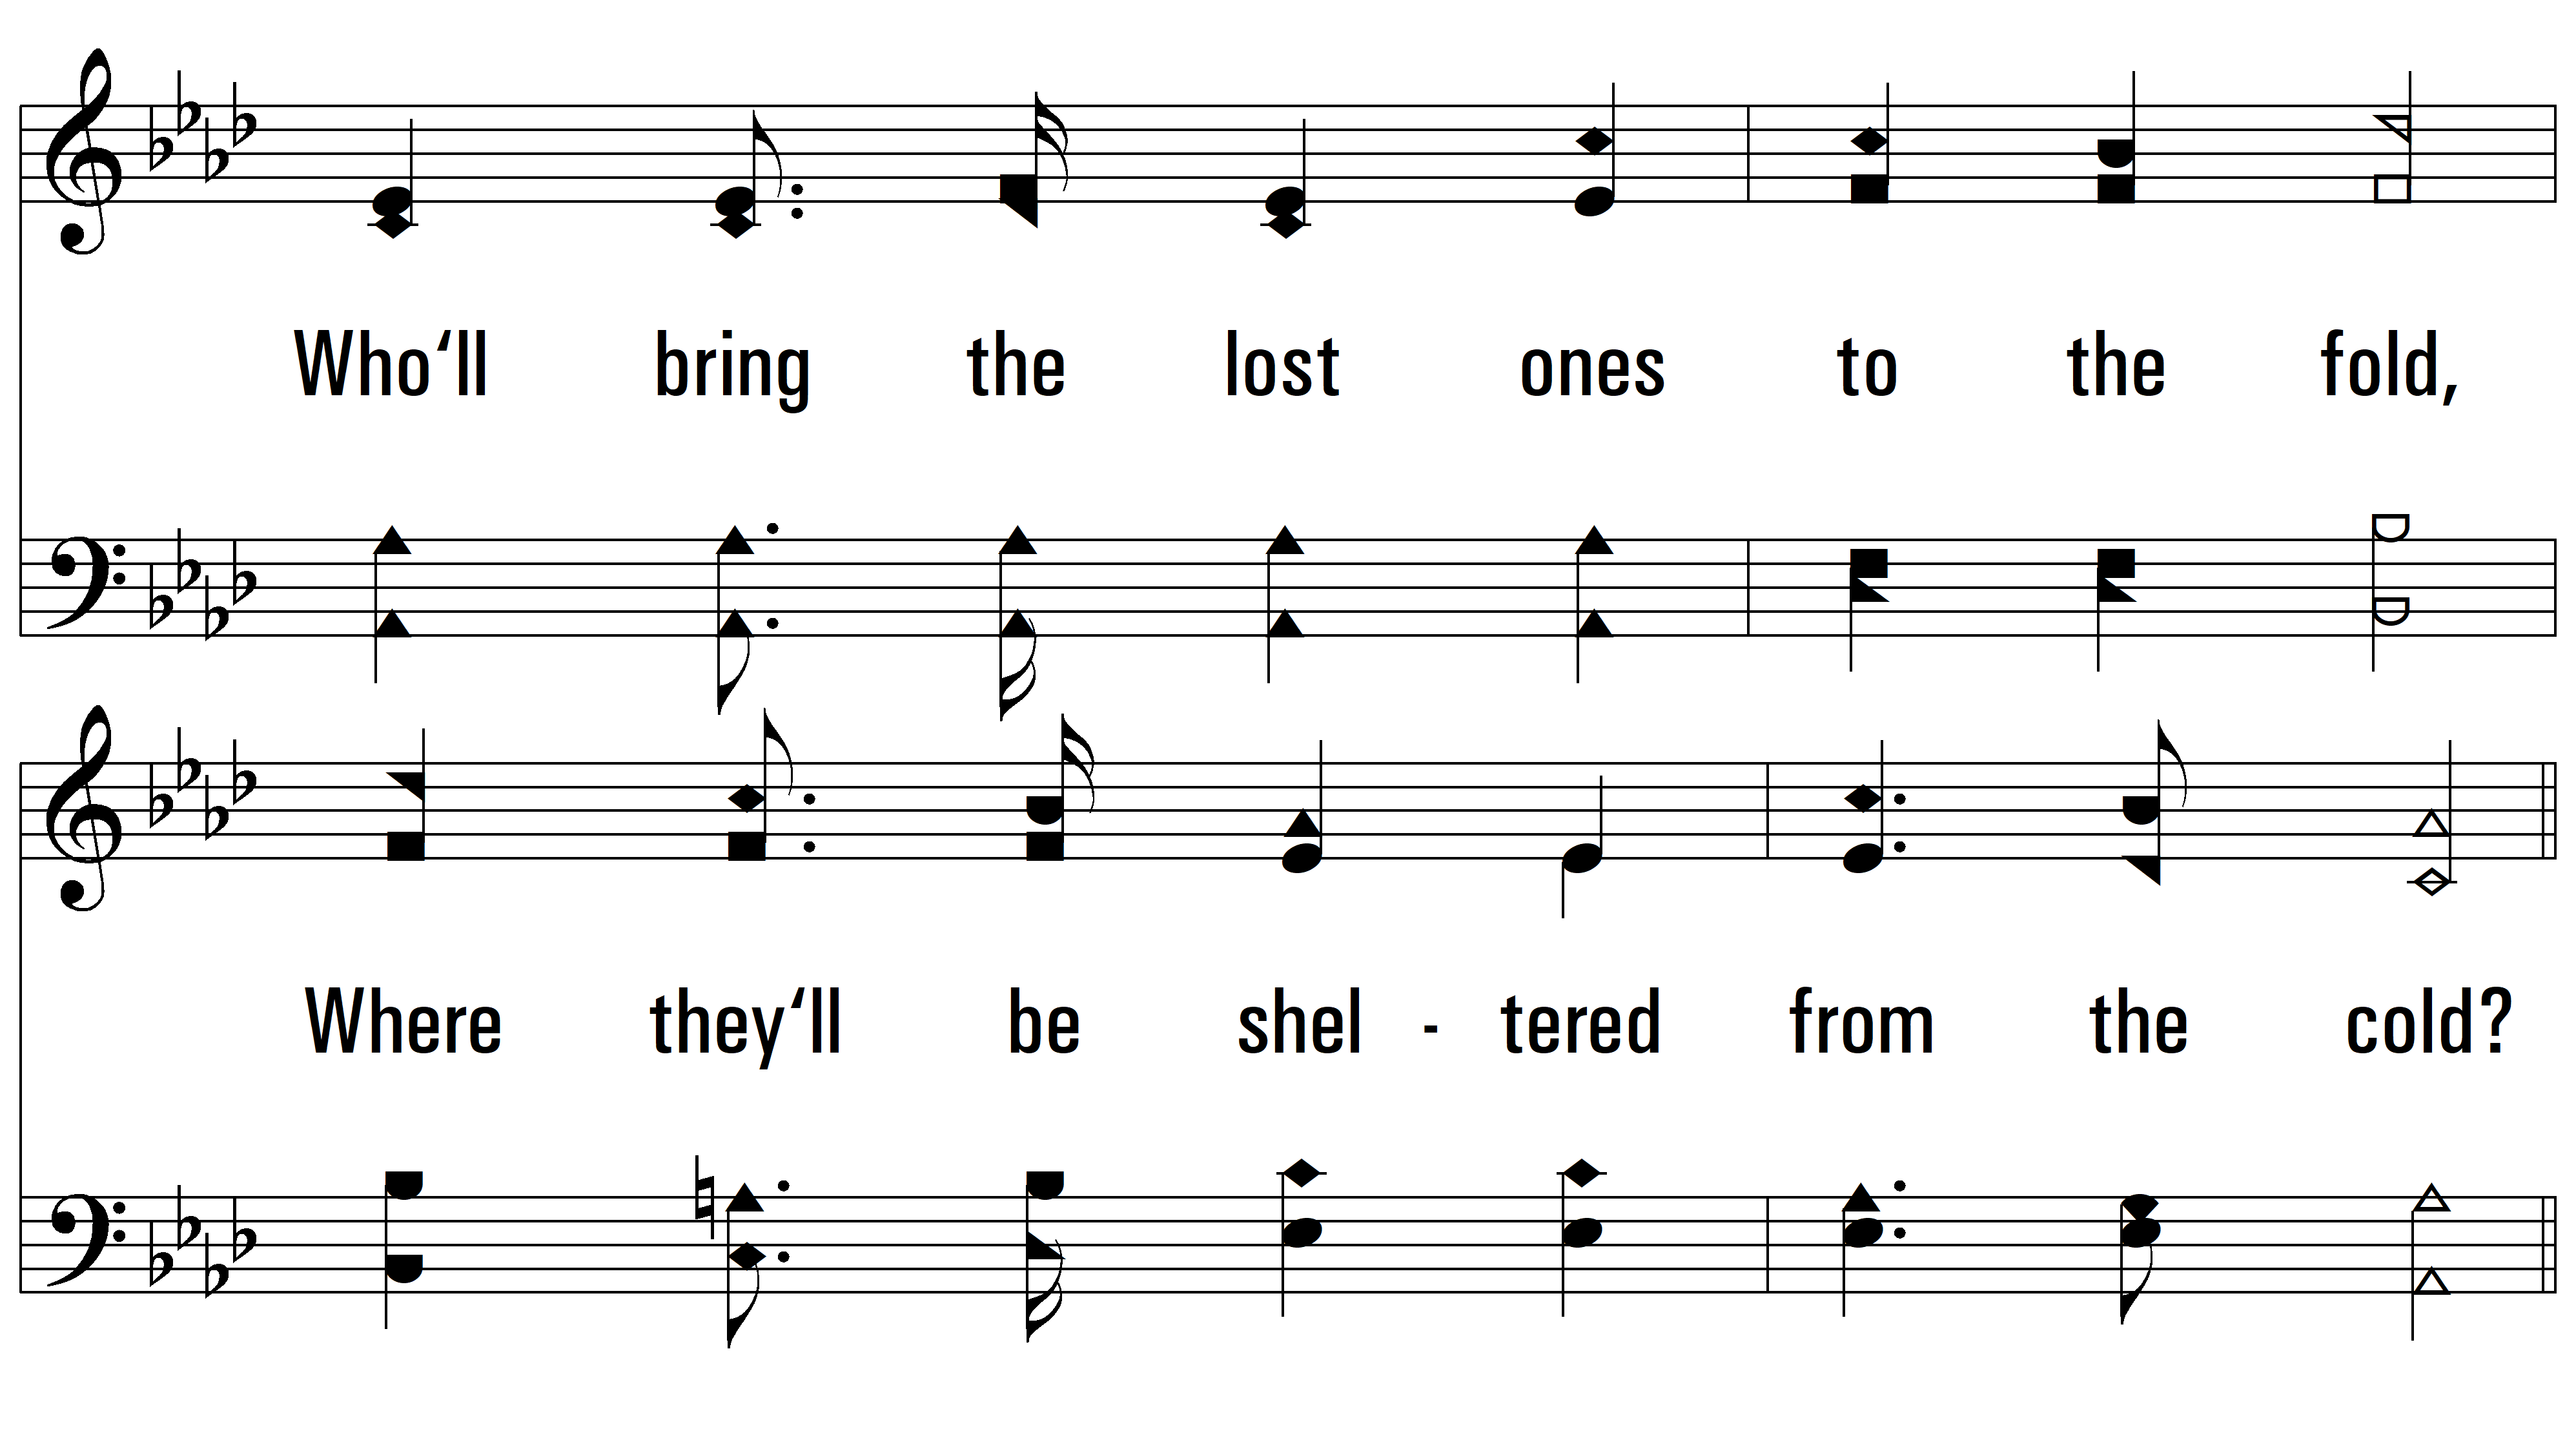 Who‘ll bring the lost ones to the fold,
Where they‘ll be shel - tered from the cold?